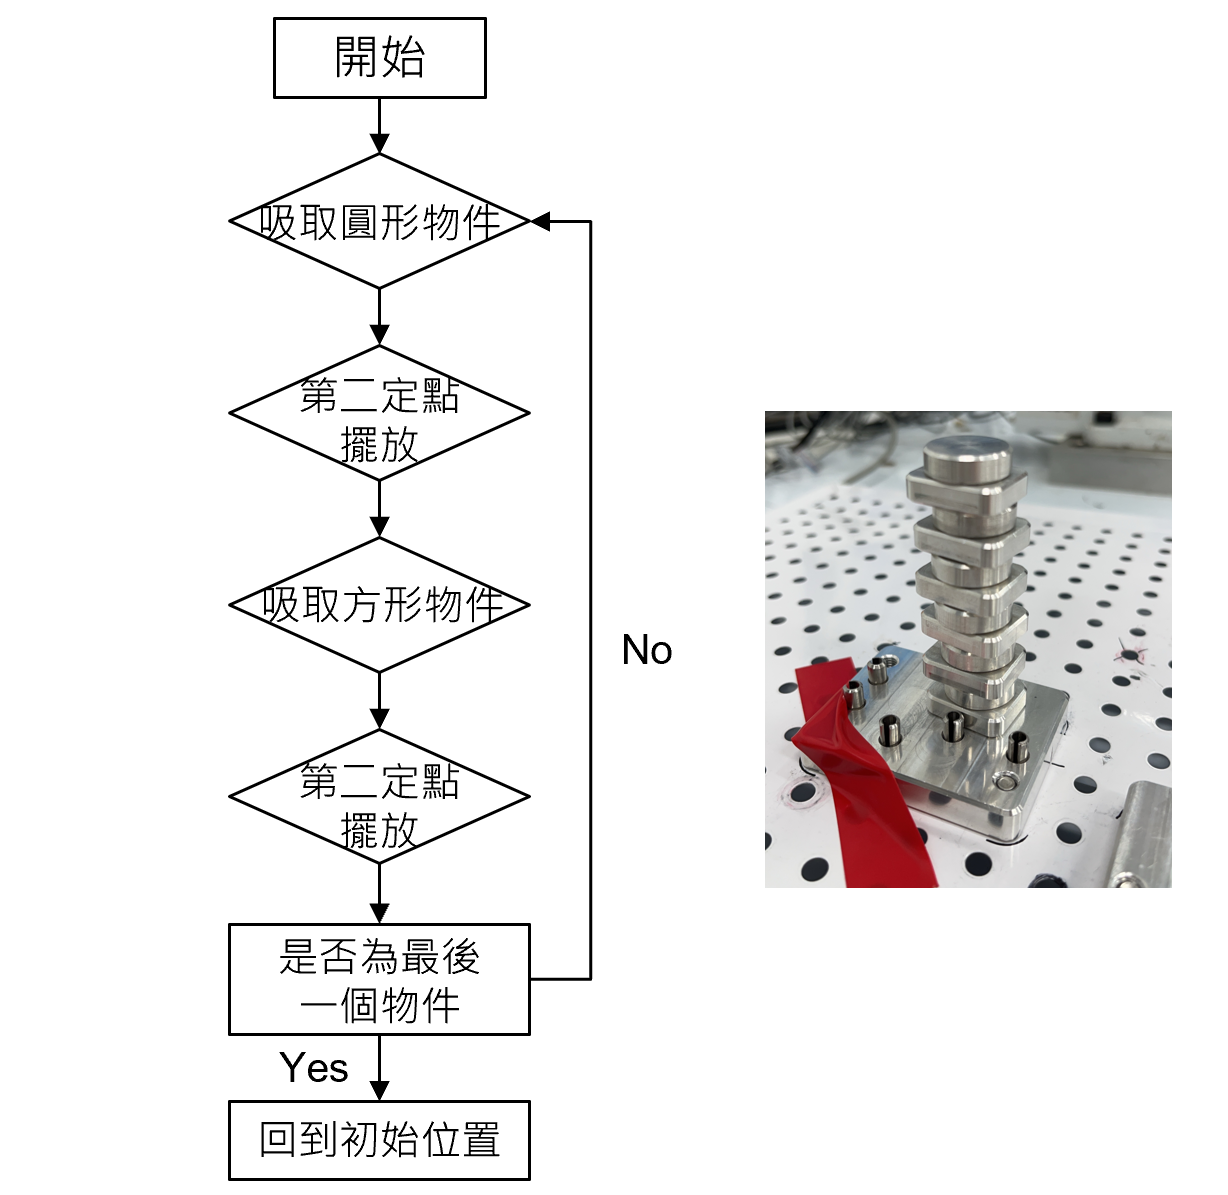 開始
吸取圓形物件
第二定點
擺放
吸取方形物件
No
第二定點
擺放
是否為最後
一個物件
Yes
回到初始位置